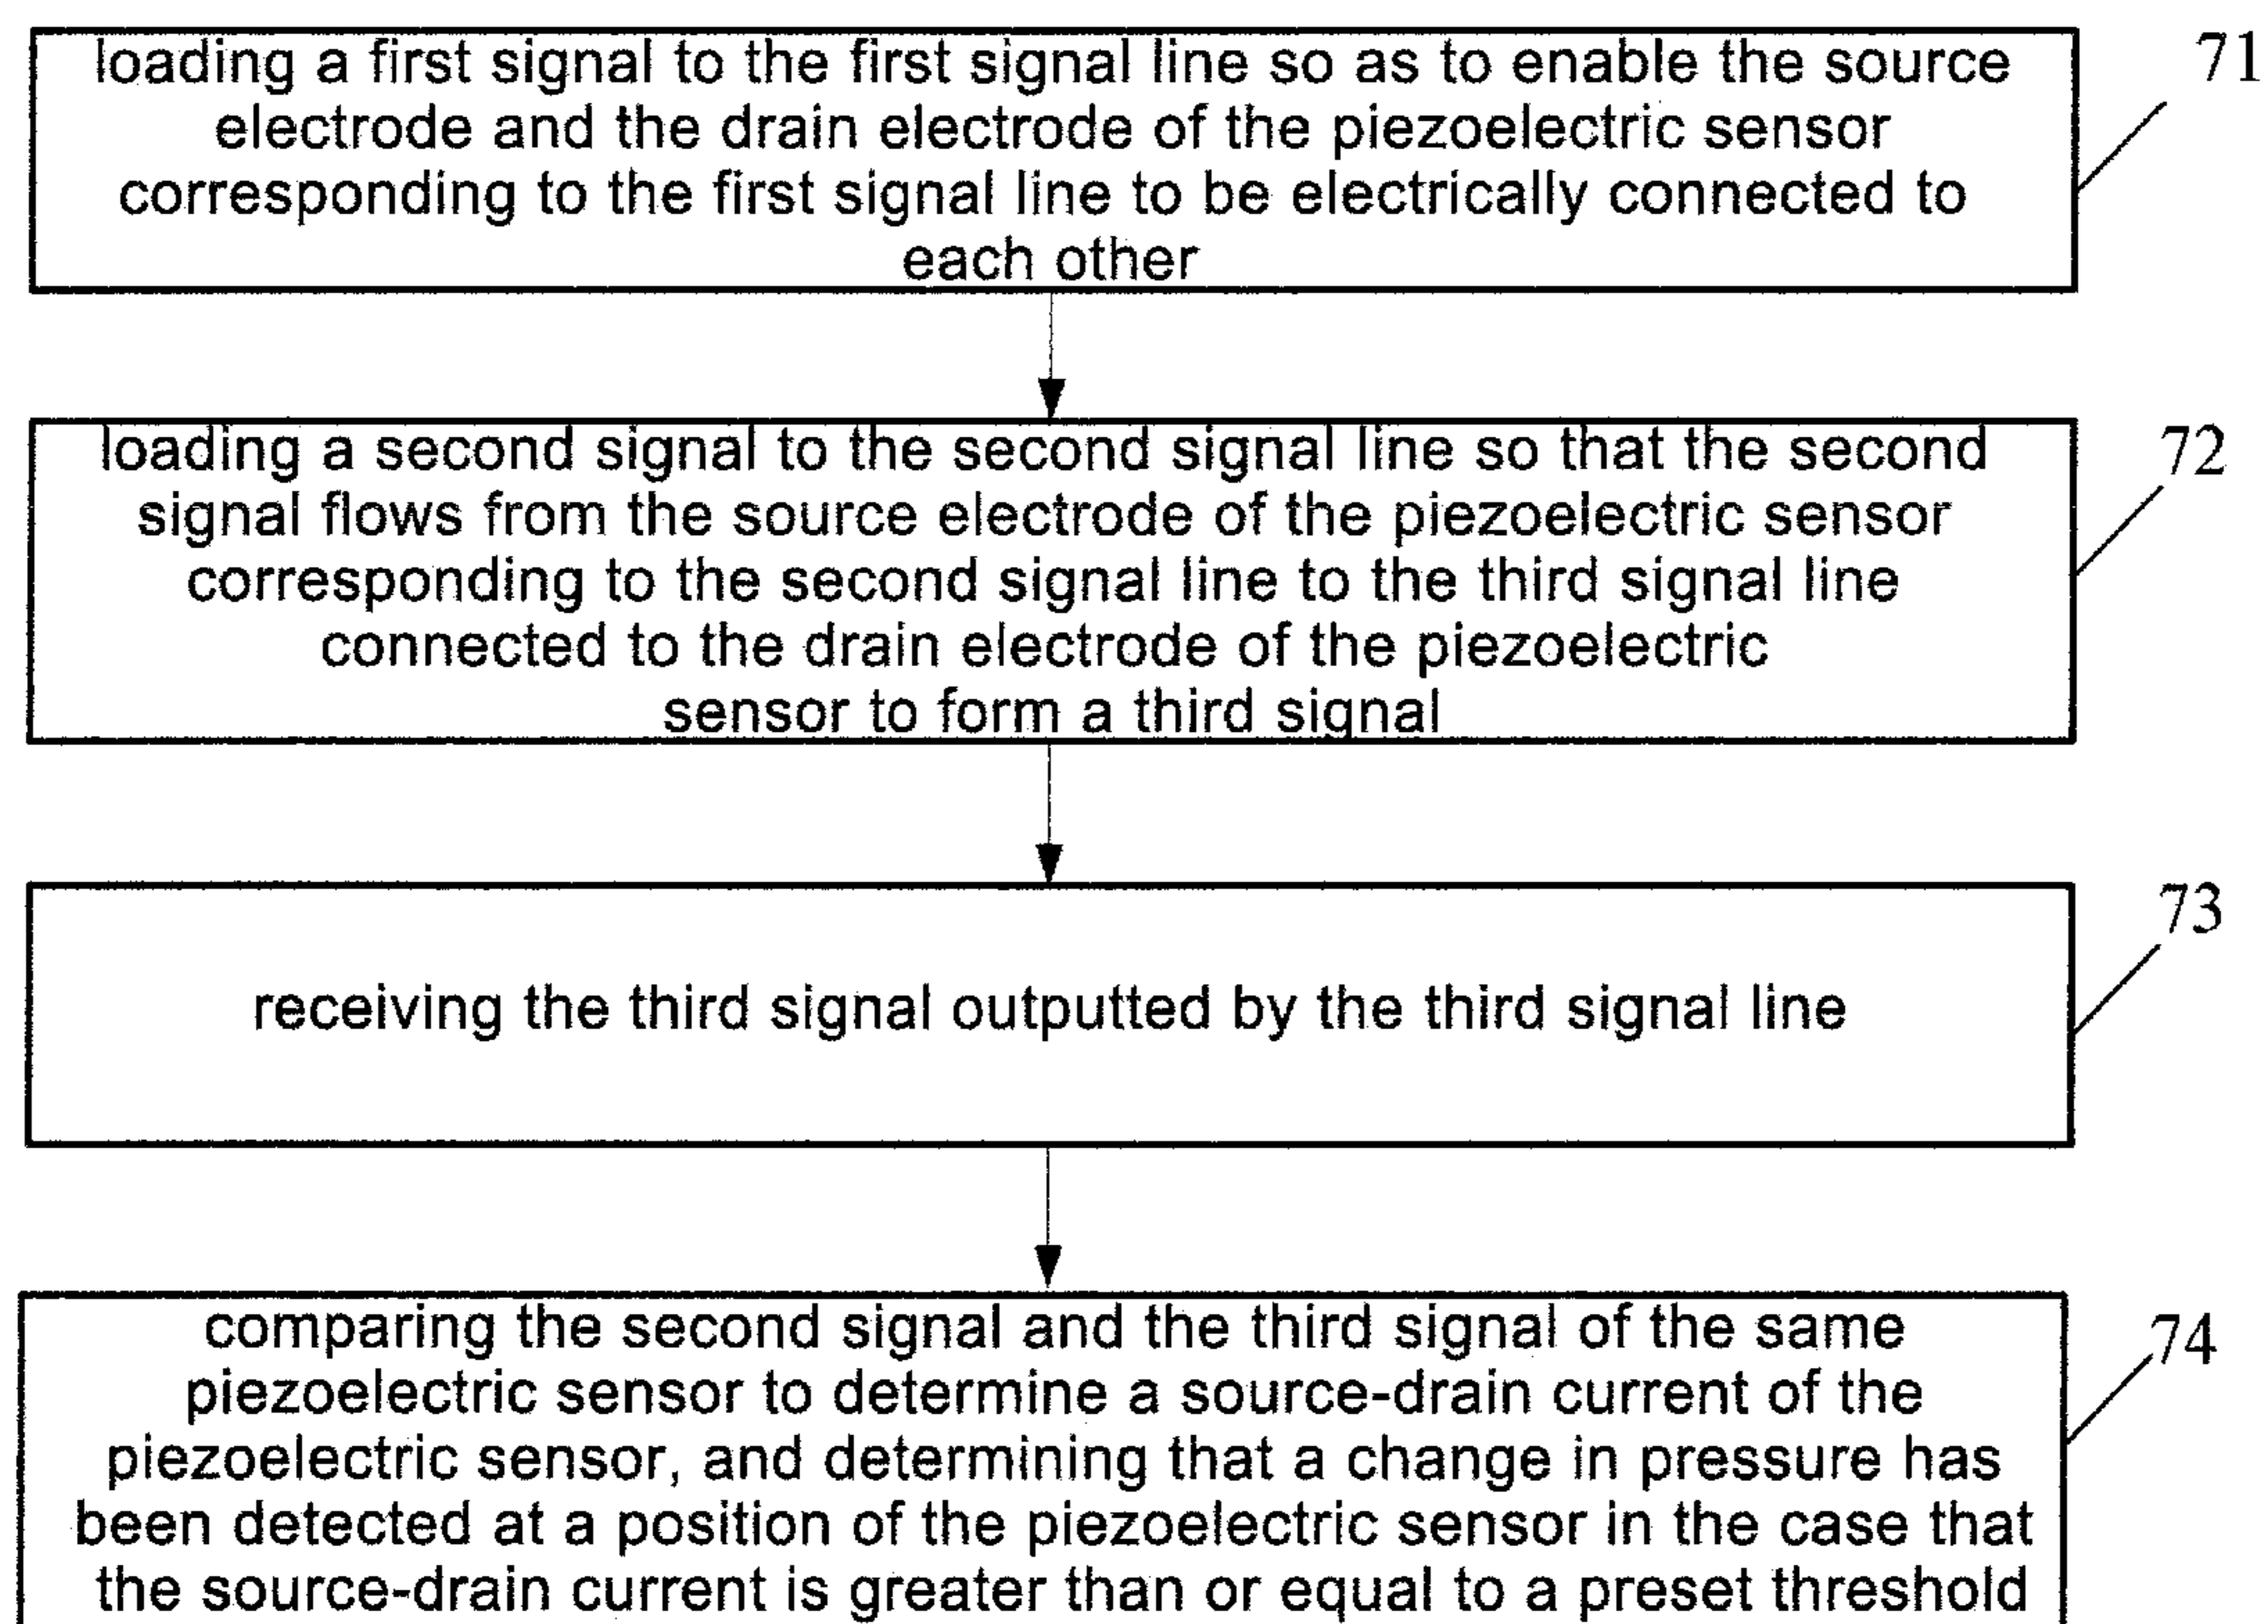 loading a first signal to the first signal line so as to enable the source
electrode and the drain electrode of the piezoelectric sensor
corresponding to the first signal line to be electrically connected to
each other
71
loading a second signal to the second signal line so that the second
signal flows from the source electrode of the piezoelectric sensor
corresponding to the second signal line to the third signal line
connected to the drain electrode of the piezoelectric
sensor to form a third signal
72
receiving the third signal outputted by the third signal line
73
comparing the second signal and the third signal of the same
piezoelectric sensor to determine a source-drain current of the
piezoelectric sensor, and determining that a change in pressure has
been detected at a position of the piezoelectric sensor in the case that
the source-drain current is greater than or equal to a preset threshold
74